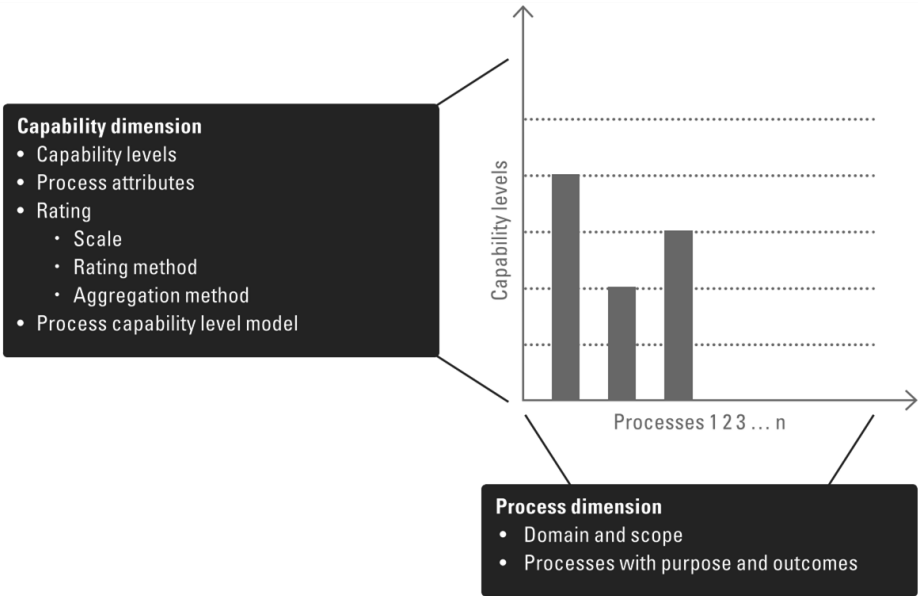 Capability dimension
• Capability levels
• Process attributes
• Rating
• Scale
• Rating method
• Aggregation method
• Process capability level model
Capability levels
Processes 1 2 3 ... n
Process dimension
• Domain and scope
• Processes with purpose and outcomes